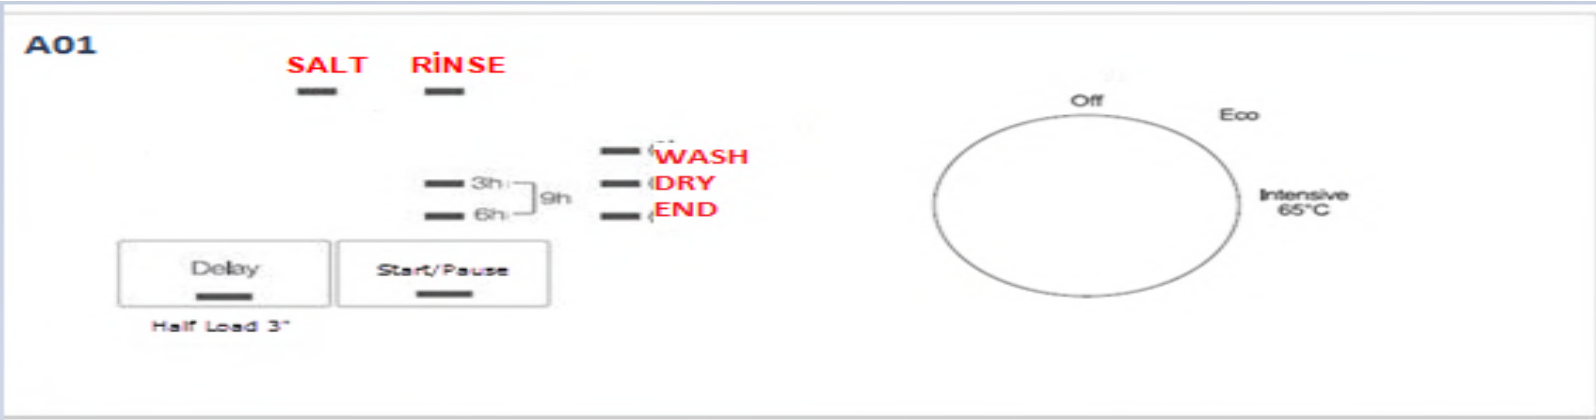 A01
SALT RİNSE
Off
Eco
WASH
3h
DRY
9h
Intensive
65°C
6h
END
Delay
Start/Pause
Half Load 3"